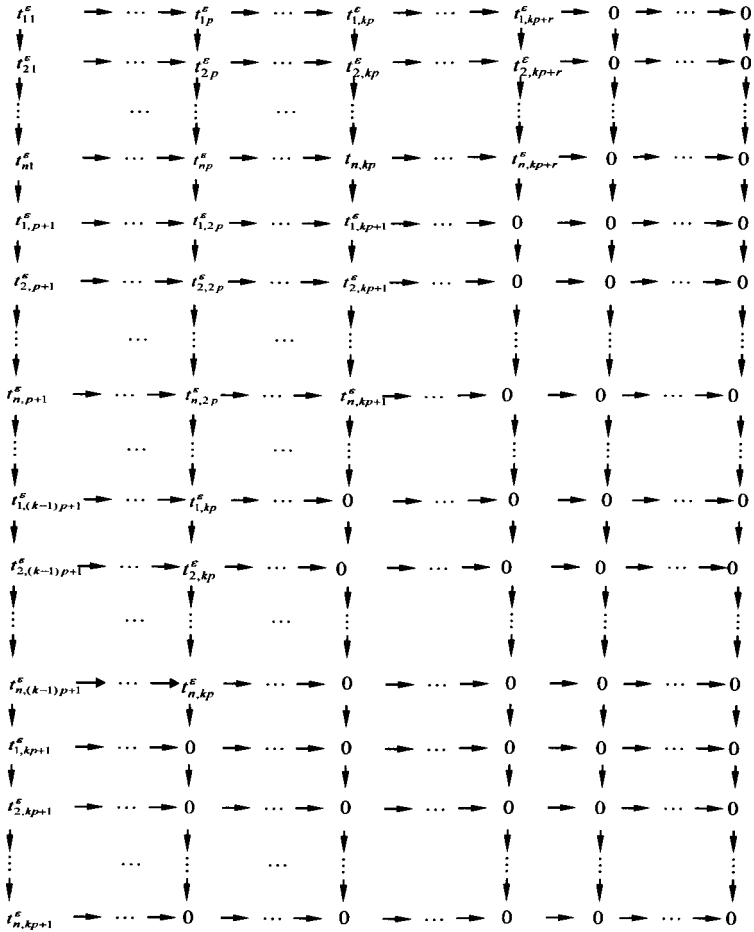 t^ε_{11} → ⋯ → t^ε_{1p} → ⋯ → t^ε_{1,kp} → ⋯ → t^ε_{1,kp+r} → 0 → ⋯ → 0
t^ε_{21} → ⋯ → t^ε_{2p} → ⋯ → t^ε_{2,kp} → ⋯ → t^ε_{2,kp+r} → 0 → ⋯ → 0
⋮ ⋯ ⋮ ⋯ ⋮ ⋮ ⋮ ⋮
t^ε_{n1} → ⋯ → t^ε_{np} → ⋯ → t_{n,kp} → ⋯ → t^ε_{n,kp+r} → 0 → ⋯ → 0
t^ε_{1,p+1} → ⋯ → t^ε_{1,2p} → ⋯ → t^ε_{1,kp+1} → ⋯ → 0 → 0 → ⋯ → 0
t^ε_{2,p+1} → ⋯ → t^ε_{2,2p} → ⋯ → t^ε_{2,kp+1} → ⋯ → 0 → 0 → ⋯ → 0
⋮ ⋯ ⋮ ⋯ ⋮ ⋮ ⋮ ⋮
t^ε_{n,p+1} → ⋯ → t^ε_{n,2p} → ⋯ → t^ε_{n,kp+1} → ⋯ → 0 → 0 → ⋯ → 0
⋮ ⋯ ⋮ ⋯ ⋮ ⋮ ⋮ ⋮
t^ε_{1,(k−1)p+1} → ⋯ → t^ε_{1,kp} → ⋯ → 0 → ⋯ → 0 → 0 → ⋯ → 0
t^ε_{2,(k−1)p+1} → ⋯ → t^ε_{2,kp} → ⋯ → 0 → ⋯ → 0 → 0 → ⋯ → 0
⋮ ⋯ ⋮ ⋯ ⋮ ⋮ ⋮ ⋮
t^ε_{n,(k−1)p+1} → ⋯ → t^ε_{n,kp} → ⋯ → 0 → ⋯ → 0 → 0 → ⋯ → 0
t^ε_{1,kp+1} → ⋯ → 0 → ⋯ → 0 → ⋯ → 0 → 0 → ⋯ → 0
t^ε_{2,kp+1} → ⋯ → 0 → ⋯ → 0 → ⋯ → 0 → 0 → ⋯ → 0
⋮ ⋯ ⋮ ⋯ ⋮ ⋮ ⋮ ⋮
t^ε_{n,kp+1} → ⋯ → 0 → ⋯ → 0 → ⋯ → 0 → 0 → ⋯ → 0